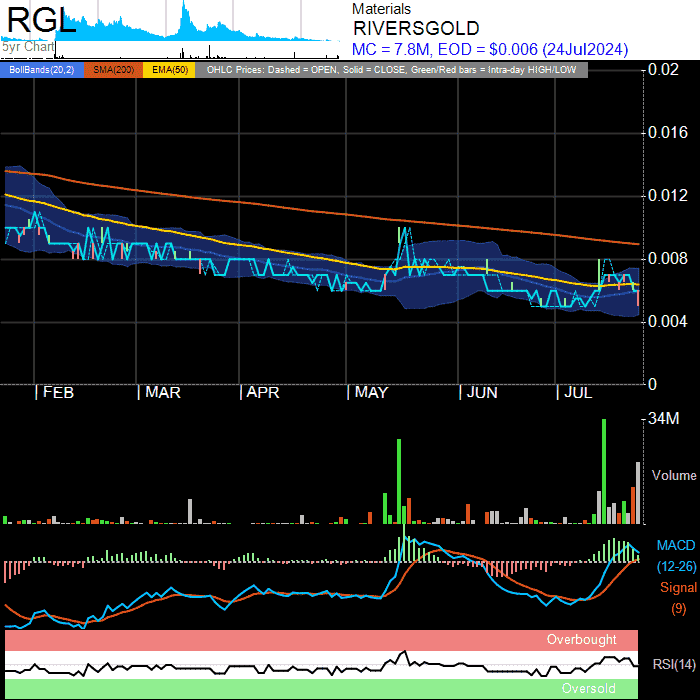 RGL
5yr Chart
Materials
RIVERSGOLD
MC = 7.8M, EOD = $0.006 (24Jul2024)
BollBands(20,2) SMA(200) EMA(50) OHLC Prices: Dashed = OPEN, Solid = CLOSE, Green/Red bars = Intra-day HIGH/LOW
0.02
0.016
0.012
0.008
0.004
0
FEB MAR APR MAY JUN JUL
34M
Volume
MACD
(12-26)
Signal
(9)
Overbought
RSI(14)
Oversold